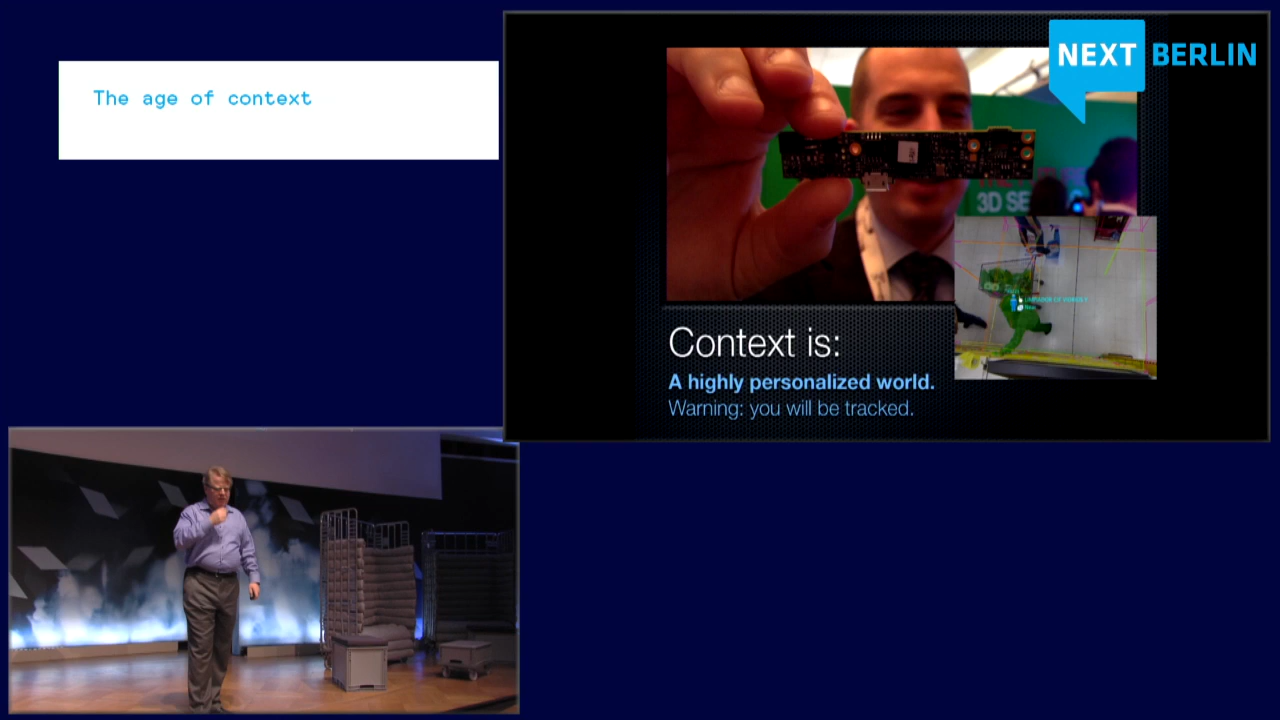 The age of context
NEXT BERLIN
3D SE
Context is:
A highly personalized world.
Warning: you will be tracked.